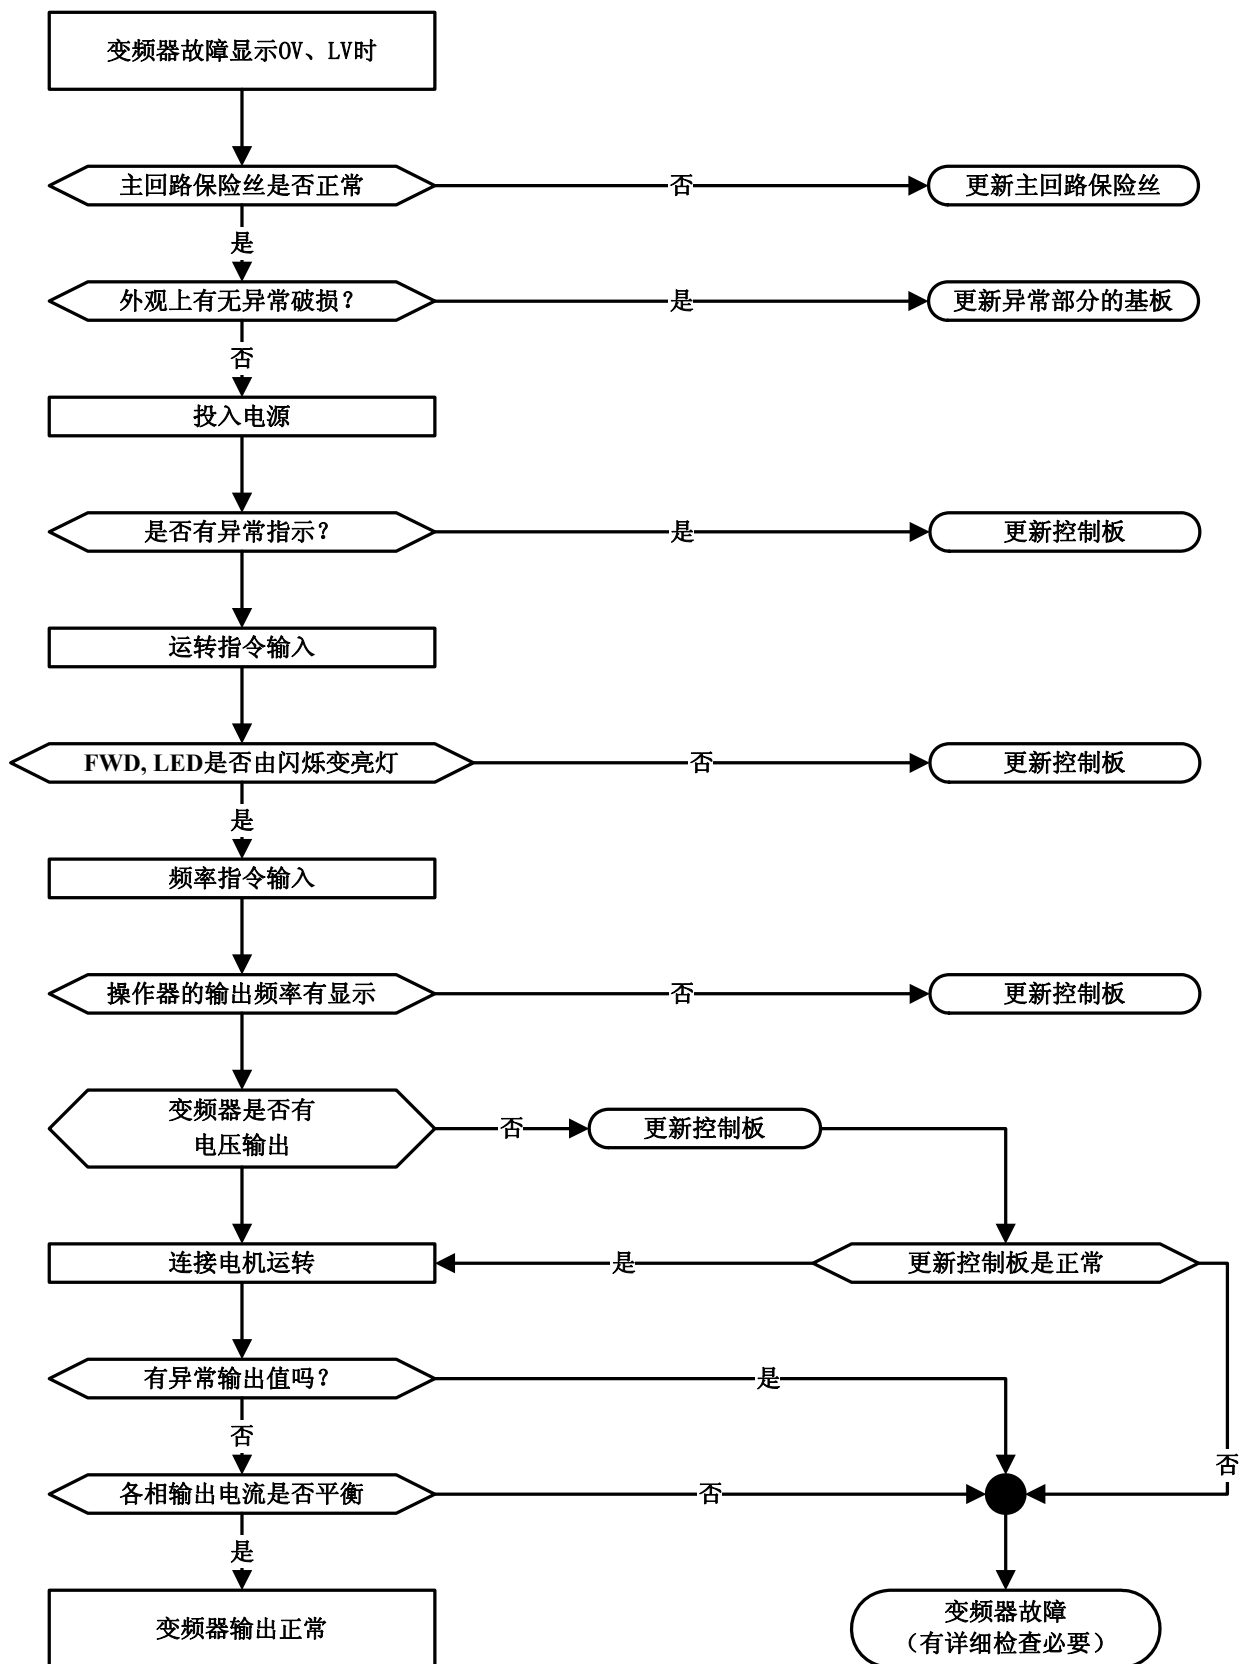 变频器故障显示OV、LV时
主回路保险丝是否正常
否
更新主回路保险丝
是
外观上有无异常破损？
是
更新异常部分的基板
否
投入电源
是否有异常指示？
是
更新控制板
运转指令输入
FWD, LED是否由闪烁变亮灯
否
更新控制板
是
频率指令输入
操作器的输出频率有显示
否
更新控制板
变频器是否有
电压输出
否
更新控制板
连接电机运转
是
更新控制板是正常
有异常输出值吗？
是
否
否
各相输出电流是否平衡
否
是
变频器输出正常
变频器故障
（有详细检查必要）